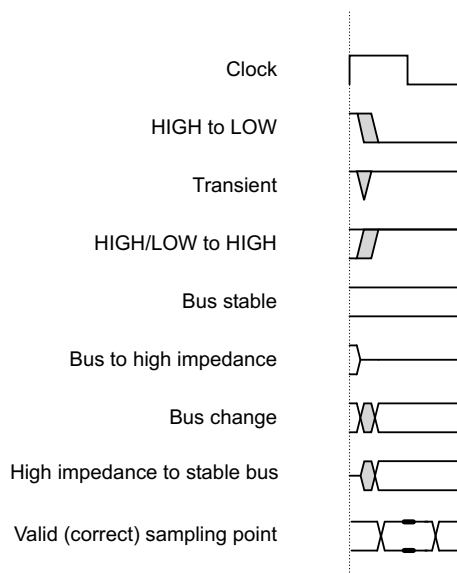 Clock
HIGH to LOW
Transient
HIGH/LOW to HIGH
Bus stable
Bus to high impedance
Bus change
High impedance to stable bus
Valid (correct) sampling point